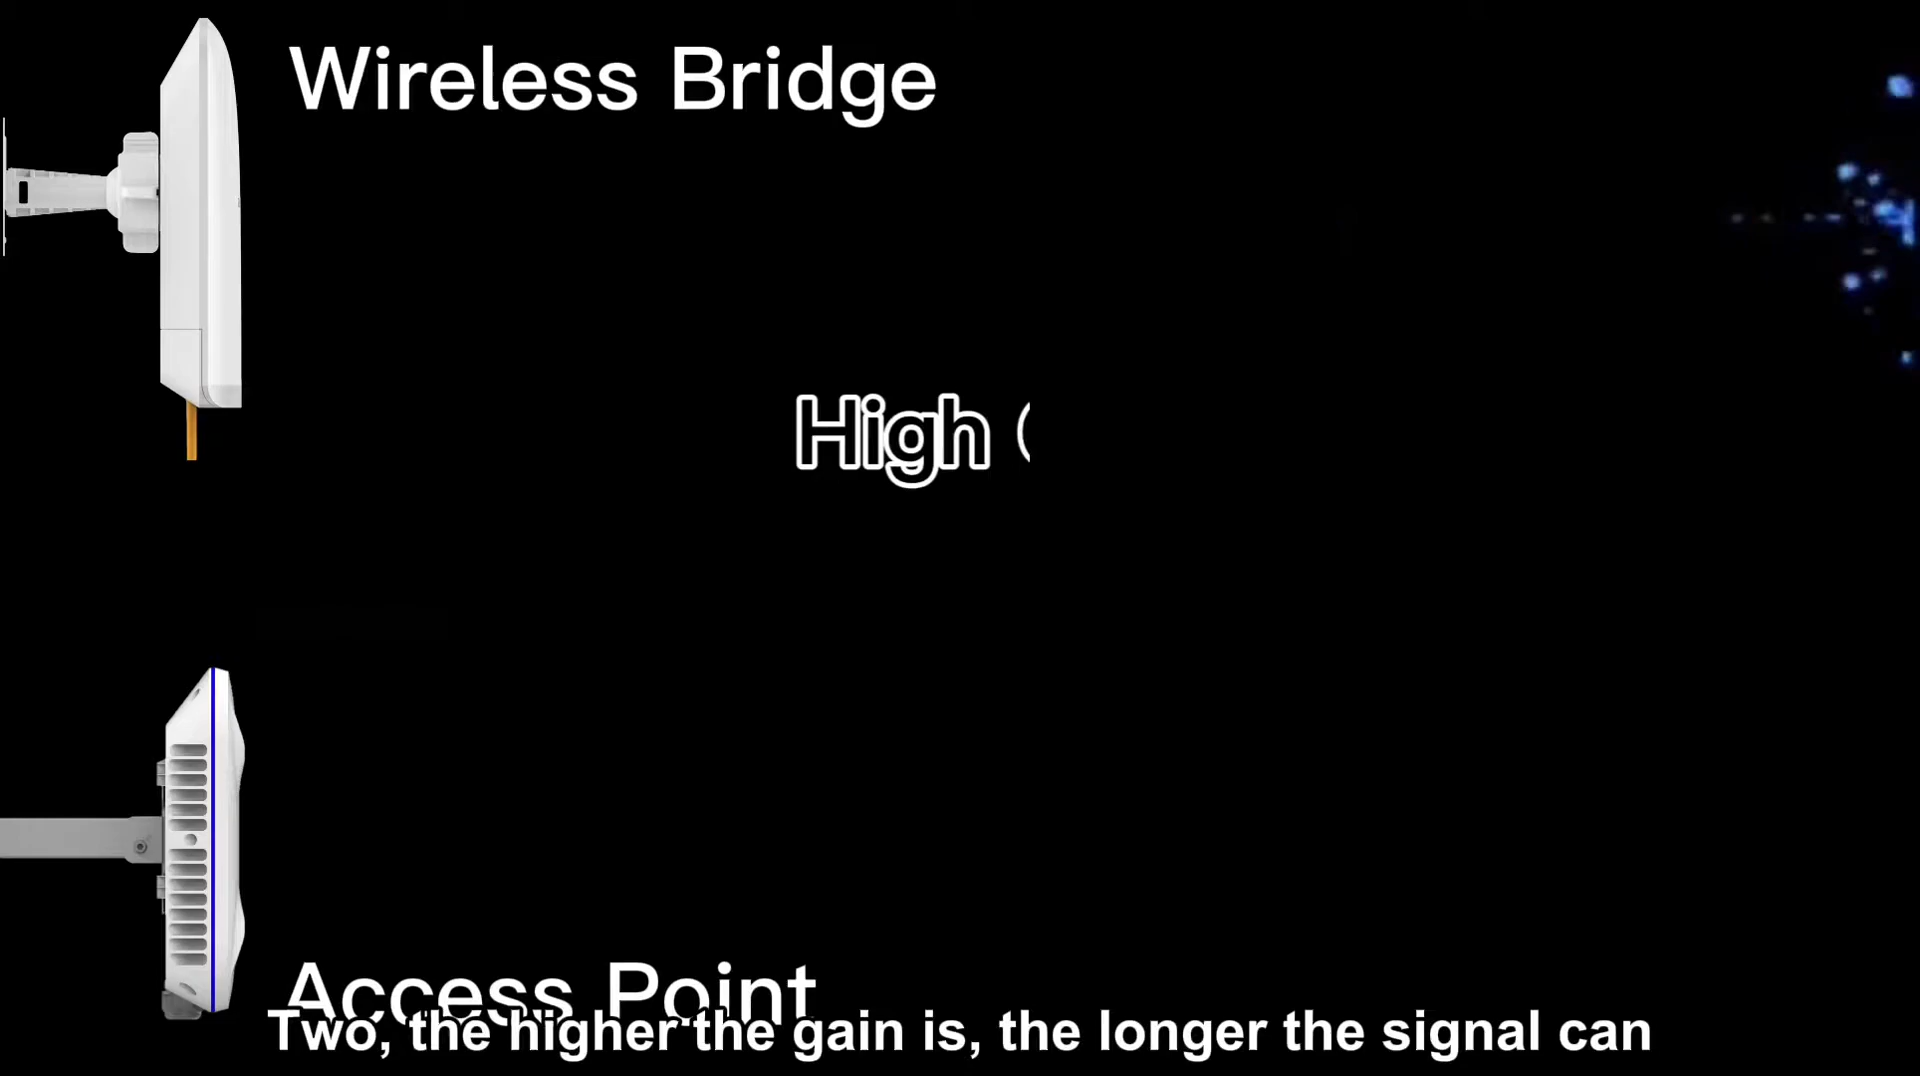 Wireless Bridge
High
Access Point
Two, the higher the gain is, the longer the signal can